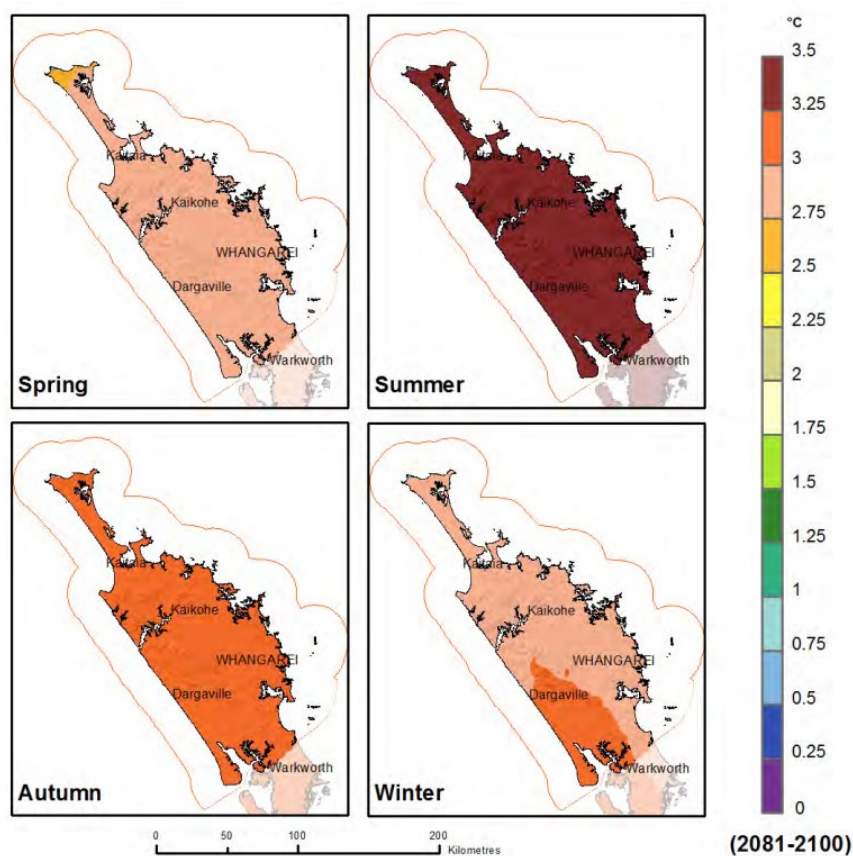 Kaitaia
Kaikohe
WHANGAREI
Dargaville
Warkworth
Spring
Kaitaia
Kaikohe
WHANGAREI
Dargaville
Warkworth
Summer
°C
3.5
3.25
3
2.75
2.5
2.25
2
1.75
1.5
1.25
1
0.75
0.5
0.25
0
(2081-2100)
Kaitaia
Kaikohe
WHANGAREI
Dargaville
Warkworth
Autumn
Kaitaia
Kaikohe
WHANGAREI
Dargaville
Warkworth
Winter
0 50 100 200
Kilometres